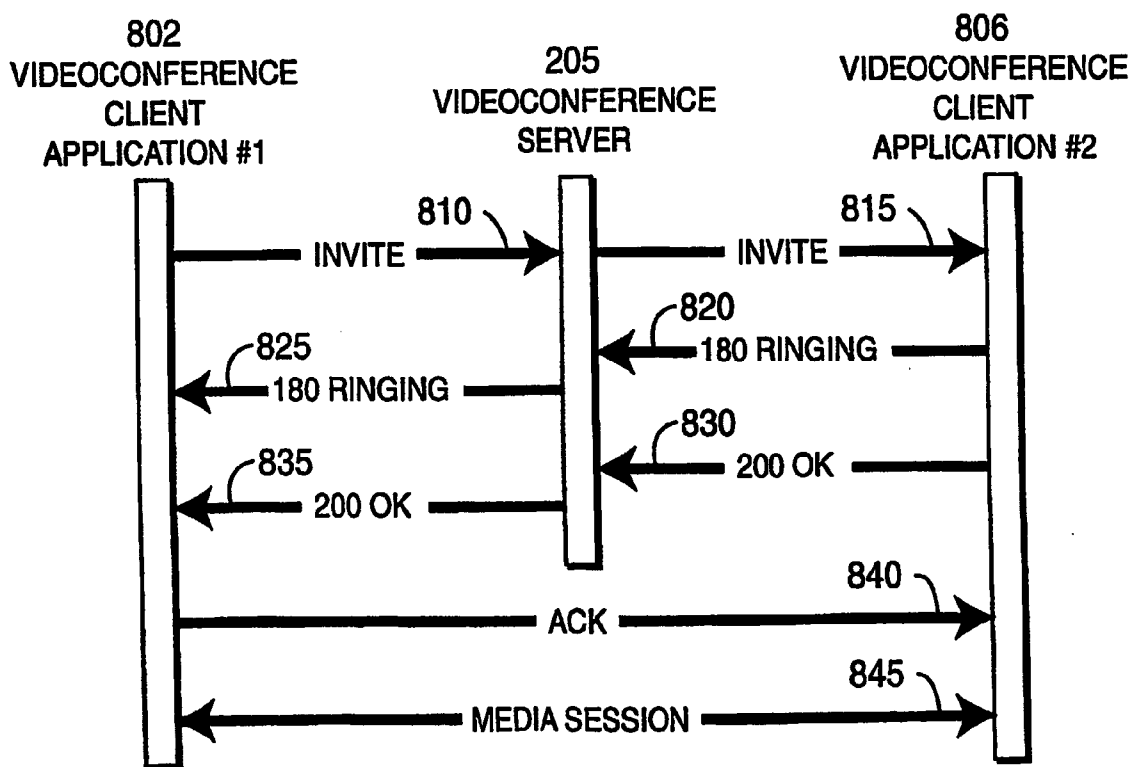 802
VIDEOCONFERENCE
CLIENT
APPLICATION #1
205
VIDEOCONFERENCE
SERVER
806
VIDEOCONFERENCE
CLIENT
APPLICATION #2
810
INVITE
815
INVITE
820
180 RINGING
825
180 RINGING
830
200 OK
835
200 OK
840
ACK
845
MEDIA SESSION